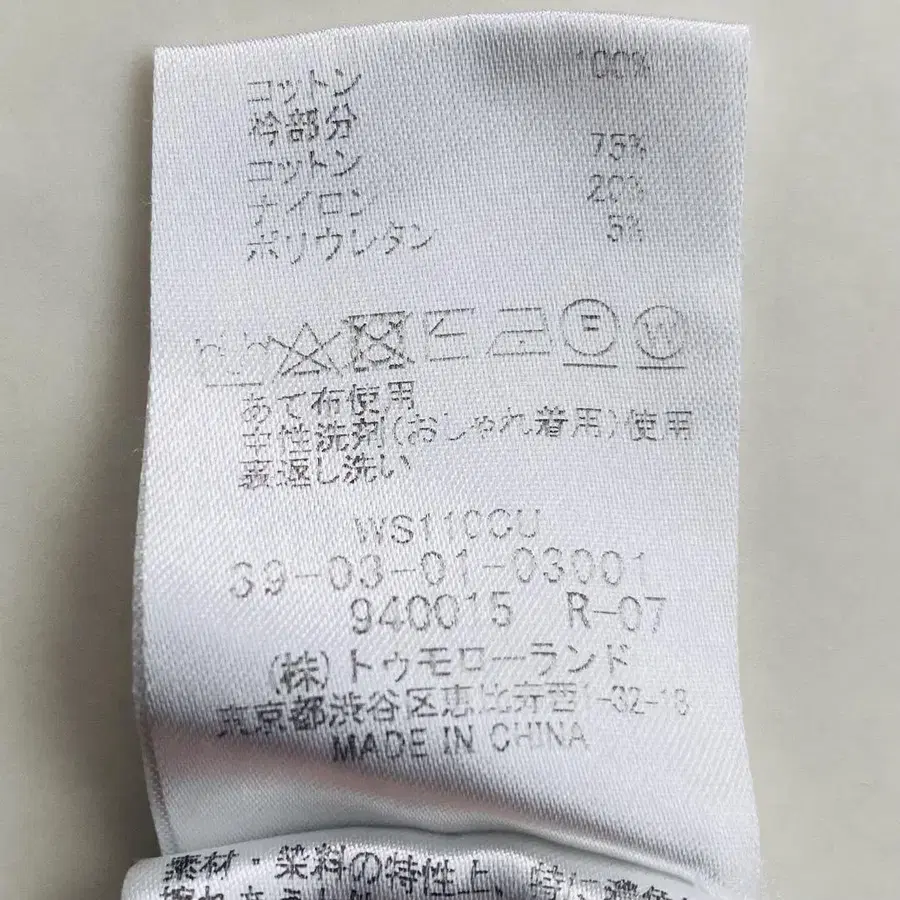 コットン 100%
衿部分
コットン 75%
ナイロン 20%
ポリウレタン 5%
あて布使用
中性洗剤(おしゃれ着用)使用
裏返し洗い
39-03-01-03001
940015 R-07
(株)トゥモローランド
東京都渋谷区恵比寿西1-32-18
MADE IN CHINA
素材・染料の特性上、特に